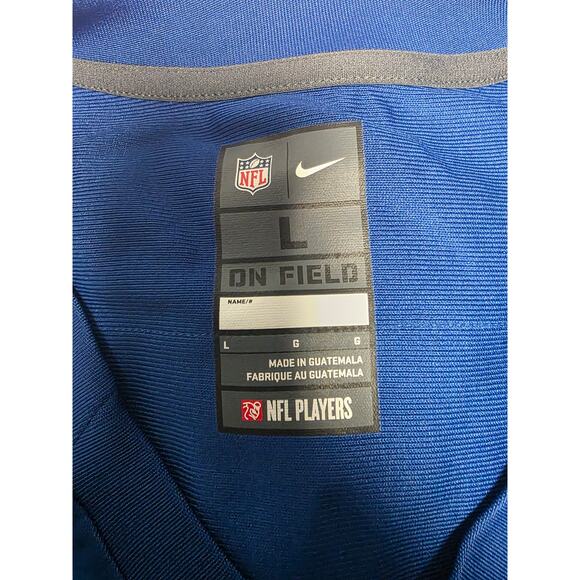 NFL
L
ON FIELD
NAME/#
L G G
MADE IN GUATEMALA
FABRIQUE AU GUATEMALA
NFL PLAYERS